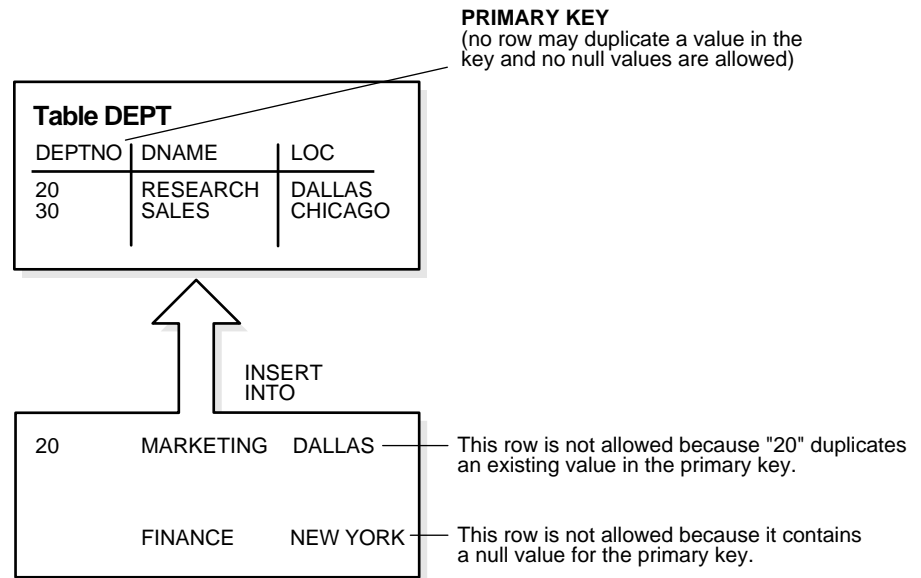 PRIMARY KEY
(no row may duplicate a value in the
key and no null values are allowed)
Table DEPT
DEPTNO DNAME LOC
20 RESEARCH DALLAS
30 SALES CHICAGO
INSERT
INTO
20 MARKETING DALLAS
This row is not allowed because "20" duplicates
an existing value in the primary key.
FINANCE NEW YORK
This row is not allowed because it contains
a null value for the primary key.